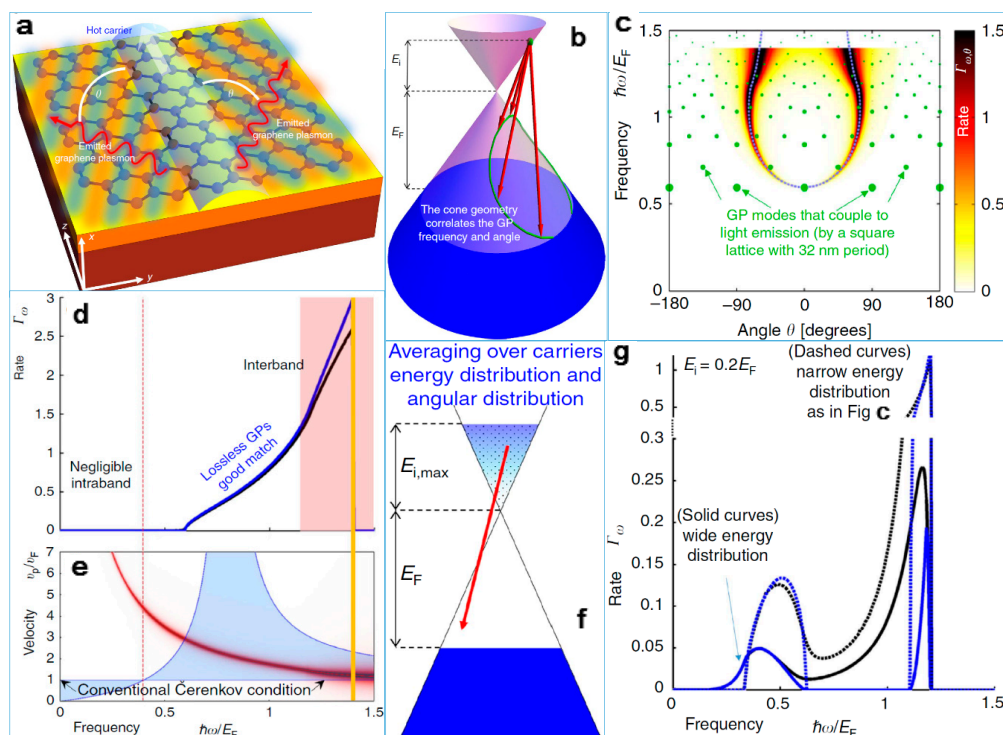 a
Hot carrier
θ
θ
Emitted
graphene plasmon
Emitted
graphene plasmon
z
x
y
b
E_i
E_F
The cone geometry
correlates the GP
frequency and angle
c
1.5
1
0.5
0
Frequency
ħω/E_F
-180
-90
0
90
180
Angle θ [degrees]
GP modes that couple to
light emission (by a square
lattice with 32 nm period)
1.5
1.0
0.5
0
Rate
Γ_ω,θ
d
3
2.5
2
1.5
1
0.5
0
Rate
Γ_ω
Negligible
intraband
Lossless GPs
good match
Interband
e
7
6
5
4
3
2
1
0
Velocity
v_p/v_F
Conventional Čerenkov condition
0
0.5
1
1.5
Frequency
ħω/E_F
Averaging over carriers
energy distribution and
angular distribution
E_i,max
E_F
f
g
E_i = 0.2E_F
(Dashed curves)
narrow energy
distribution
as in Fig c
(Solid curves)
wide energy
distribution
1
0.5
0.3
0.25
0.2
0.15
0.1
0.05
0
Rate
Γ_ω
0
0.5
1.0
1.5
Frequency
ħω/E_F